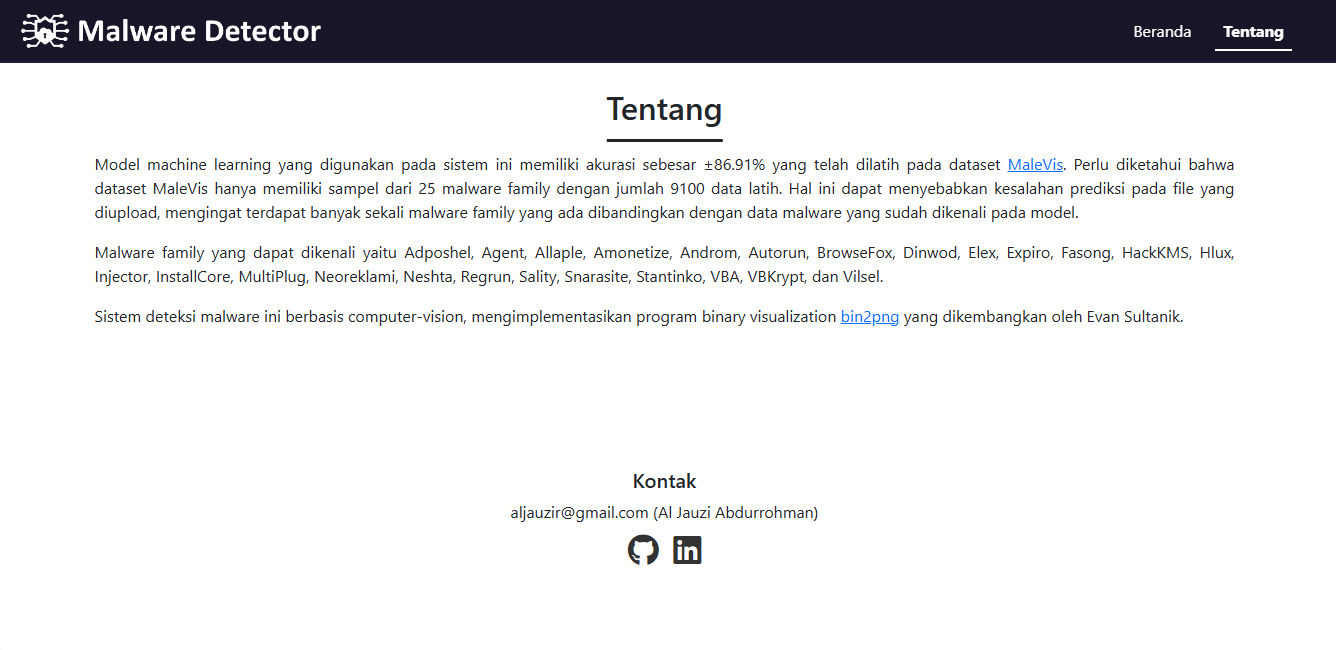 Malware Detector
Beranda
Tentang
Tentang
Model machine learning yang digunakan pada sistem ini memiliki akurasi sebesar ±86.91% yang telah dilatih pada dataset MaleVis. Perlu diketahui bahwa
dataset MaleVis hanya memiliki sampel dari 25 malware family dengan jumlah 9100 data latih. Hal ini dapat menyebabkan kesalahan prediksi pada file yang
diupload, mengingat terdapat banyak sekali malware family yang ada dibandingkan dengan data malware yang sudah dikenali pada model.
Malware family yang dapat dikenali yaitu Adposhel, Agent, Allaple, Amonetize, Androm, Autorun, BrowseFox, Dinwod, Elex, Expiro, Fasong, HackKMS, Hlux,
Injector, InstallCore, MultiPlug, Neoreklami, Neshta, Regrun, Sality, Snarasite, Stantinko, VBA, VBKrypt, dan Vilsel.
Sistem deteksi malware ini berbasis computer-vision, mengimplementasikan program binary visualization bin2png yang dikembangkan oleh Evan Sultanik.
Kontak
aljauzir@gmail.com (Al Jauzi Abdurrohman)
in